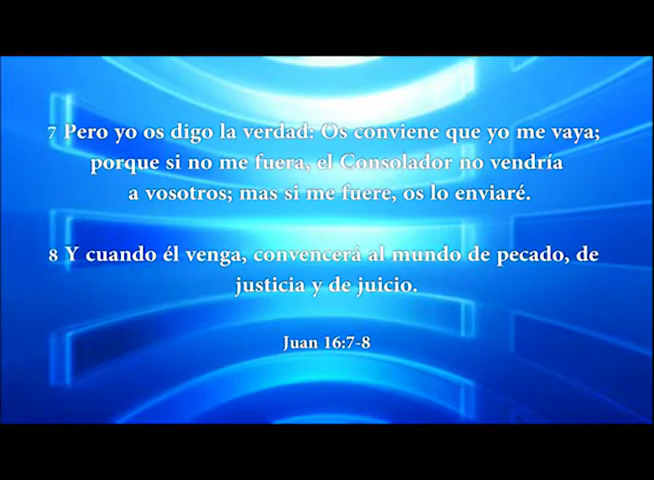 7 Pero yo os digo la verdad: Os conviene que yo me vaya;
porque si no me fuera, el Consolador no vendría
a vosotros; mas si me fuere, os lo enviaré.
8 Y cuando él venga, convencerá al mundo de pecado, de
justicia y de juicio.
Juan 16:7-8